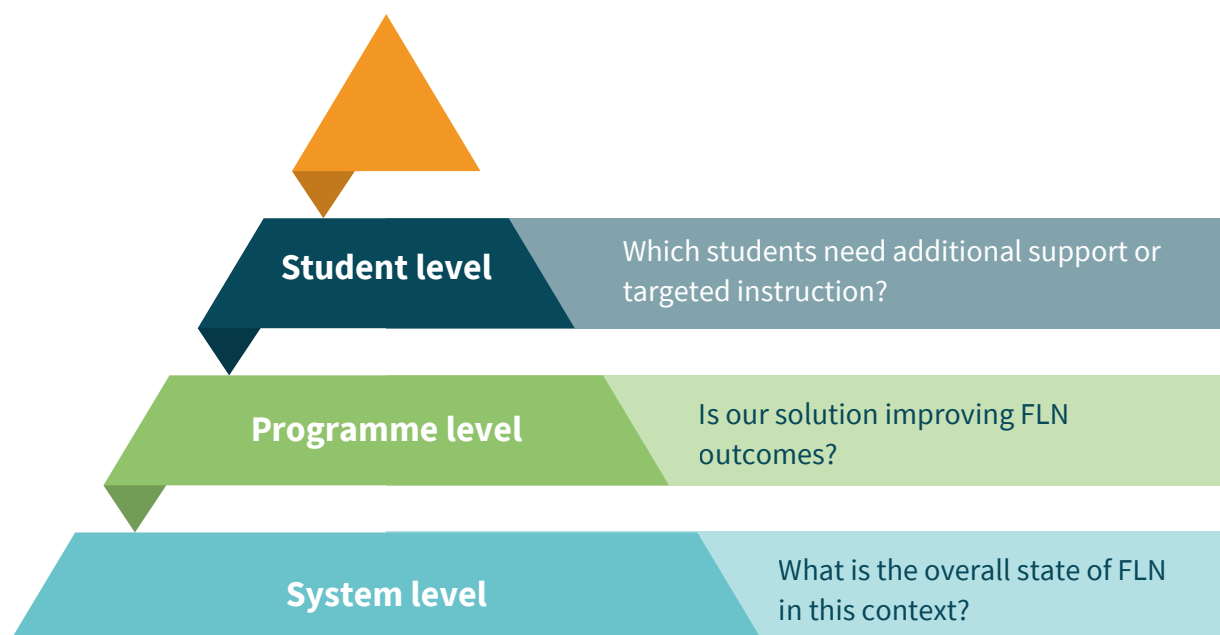 Student level
Which students need additional support or
targeted instruction?
Programme level
Is our solution improving FLN
outcomes?
System level
What is the overall state of FLN
in this context?